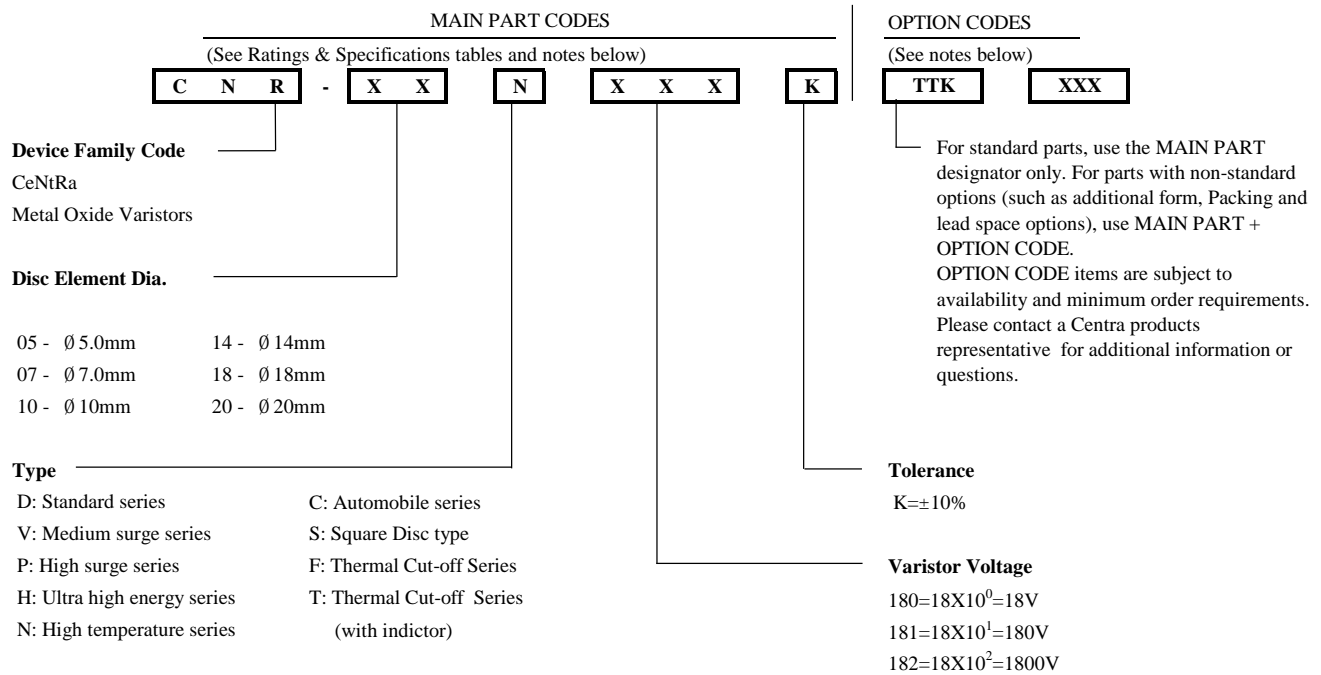 MAIN PART CODES
OPTION CODES
(See Ratings & Specifications tables and notes below)
(See notes below)
C N R - X X N X X X K TTK XXX
Device Family Code
CeNtRa
Metal Oxide Varistors
For standard parts, use the MAIN PART
designator only. For parts with non-standard
options (such as additional form, Packing and
lead space options), use MAIN PART +
OPTION CODE.
OPTION CODE items are subject to
availability and minimum order requirements.
Please contact a Centra products
representative for additional information or
questions.
Disc Element Dia.
05 - Ø 5.0mm 14 - Ø 14mm
07 - Ø 7.0mm 18 - Ø 18mm
10 - Ø 10mm 20 - Ø 20mm
Type
D: Standard series C: Automobile series
V: Medium surge series S: Square Disc type
P: High surge series F: Thermal Cut-off Series
H: Ultra high energy series T: Thermal Cut-off Series
N: High temperature series (with indictor)
Tolerance
K=±10%
Varistor Voltage
180=18X10⁰=18V
181=18X10¹=180V
182=18X10²=1800V